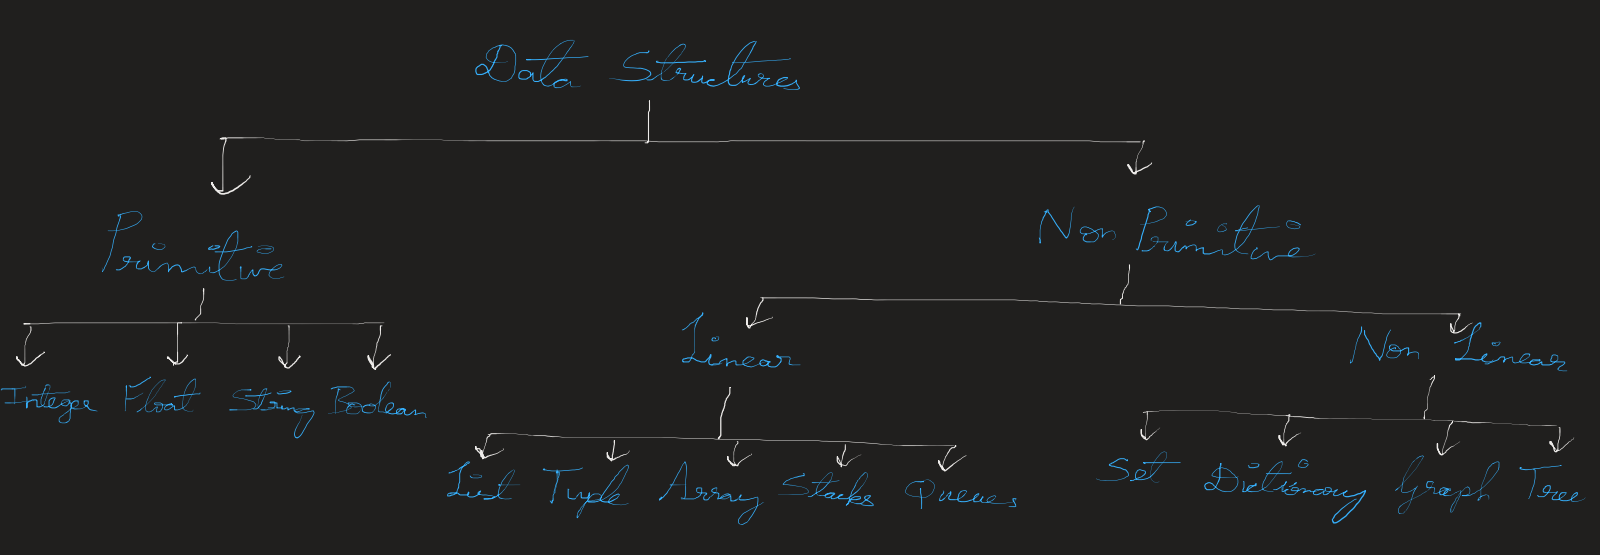 Data Structures
Primitive
Non Primitive
Linear
Non Linear
Integer Float String Boolean
List Tuple Array Stacks Queues
Set Dictionary Graph Tree